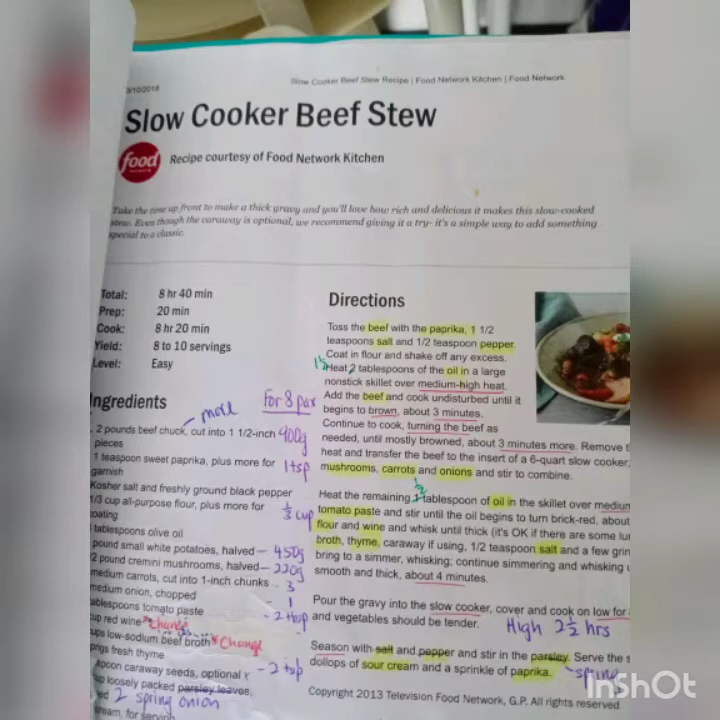 3/10/2018
Slow Cooker Beef Stew Recipe | Food Network Kitchen | Food Network
Slow Cooker Beef Stew
food
Recipe courtesy of Food Network Kitchen
Take the time up front to make a thick gravy and you'll love how rich and delicious it makes this slow-cooked
stew. Even though the caraway is optional, we recommend giving it a try- it's a simple way to add something
special to a classic.
Total: 8 hr 40 min
Prep: 20 min
Cook: 8 hr 20 min
Yield: 8 to 10 servings
Level: Easy
Ingredients
For 8 pax
more
2 pounds beef chuck, cut into 1 1/2-inch 400g
pieces
1 teaspoon sweet paprika, plus more for 1 tsp
garnish
Kosher salt and freshly ground black pepper
1/3 cup all-purpose flour, plus more for 1/3 cup
coating
tablespoons olive oil
pound small white potatoes, halved - 450g
2 pound cremini mushrooms, halved - 220g
medium carrots, cut into 1-inch chunks - 3
medium onion, chopped - 1
tablespoons tomato paste - 2 tbsp
cup red wine *change
cups low-sodium beef broth *change
sprigs fresh thyme
teaspoon caraway seeds, optional - 2 tsp
cup loosely packed parsley leaves,
2 spring onion
cream, for serving
Directions
Toss the beef with the paprika, 1 1/2
teaspoons salt and 1/2 teaspoon pepper.
Coat in flour and shake off any excess.
1 1/2
Heat 2 tablespoons of the oil in a large
nonstick skillet over medium-high heat.
Add the beef and cook undisturbed until it
begins to brown, about 3 minutes.
Continue to cook, turning the beef as
needed, until mostly browned, about 3 minutes more. Remove
heat and transfer the beef to the insert of a 6-quart slow cooker,
mushrooms, carrots and onions and stir to combine.
1/2
Heat the remaining 1 tablespoon of oil in the skillet over medium
tomato paste and stir until the oil begins to turn brick-red, about
flour and wine and whisk until thick (it's OK if there are some
broth, thyme, caraway if using, 1/2 teaspoon salt and a few
bring to a simmer, whisking; continue simmering and whisking
smooth and thick, about 4 minutes.
Pour the gravy into the slow cooker, cover and cook on low for
and vegetables should be tender. High 2 1/2 hrs
Season with salt and pepper and stir in the parsley. Serve the
dollops of sour cream and a sprinkle of paprika. spring
Copyright 2013 Television Food Network, G.P. All rights reserved
InShOt